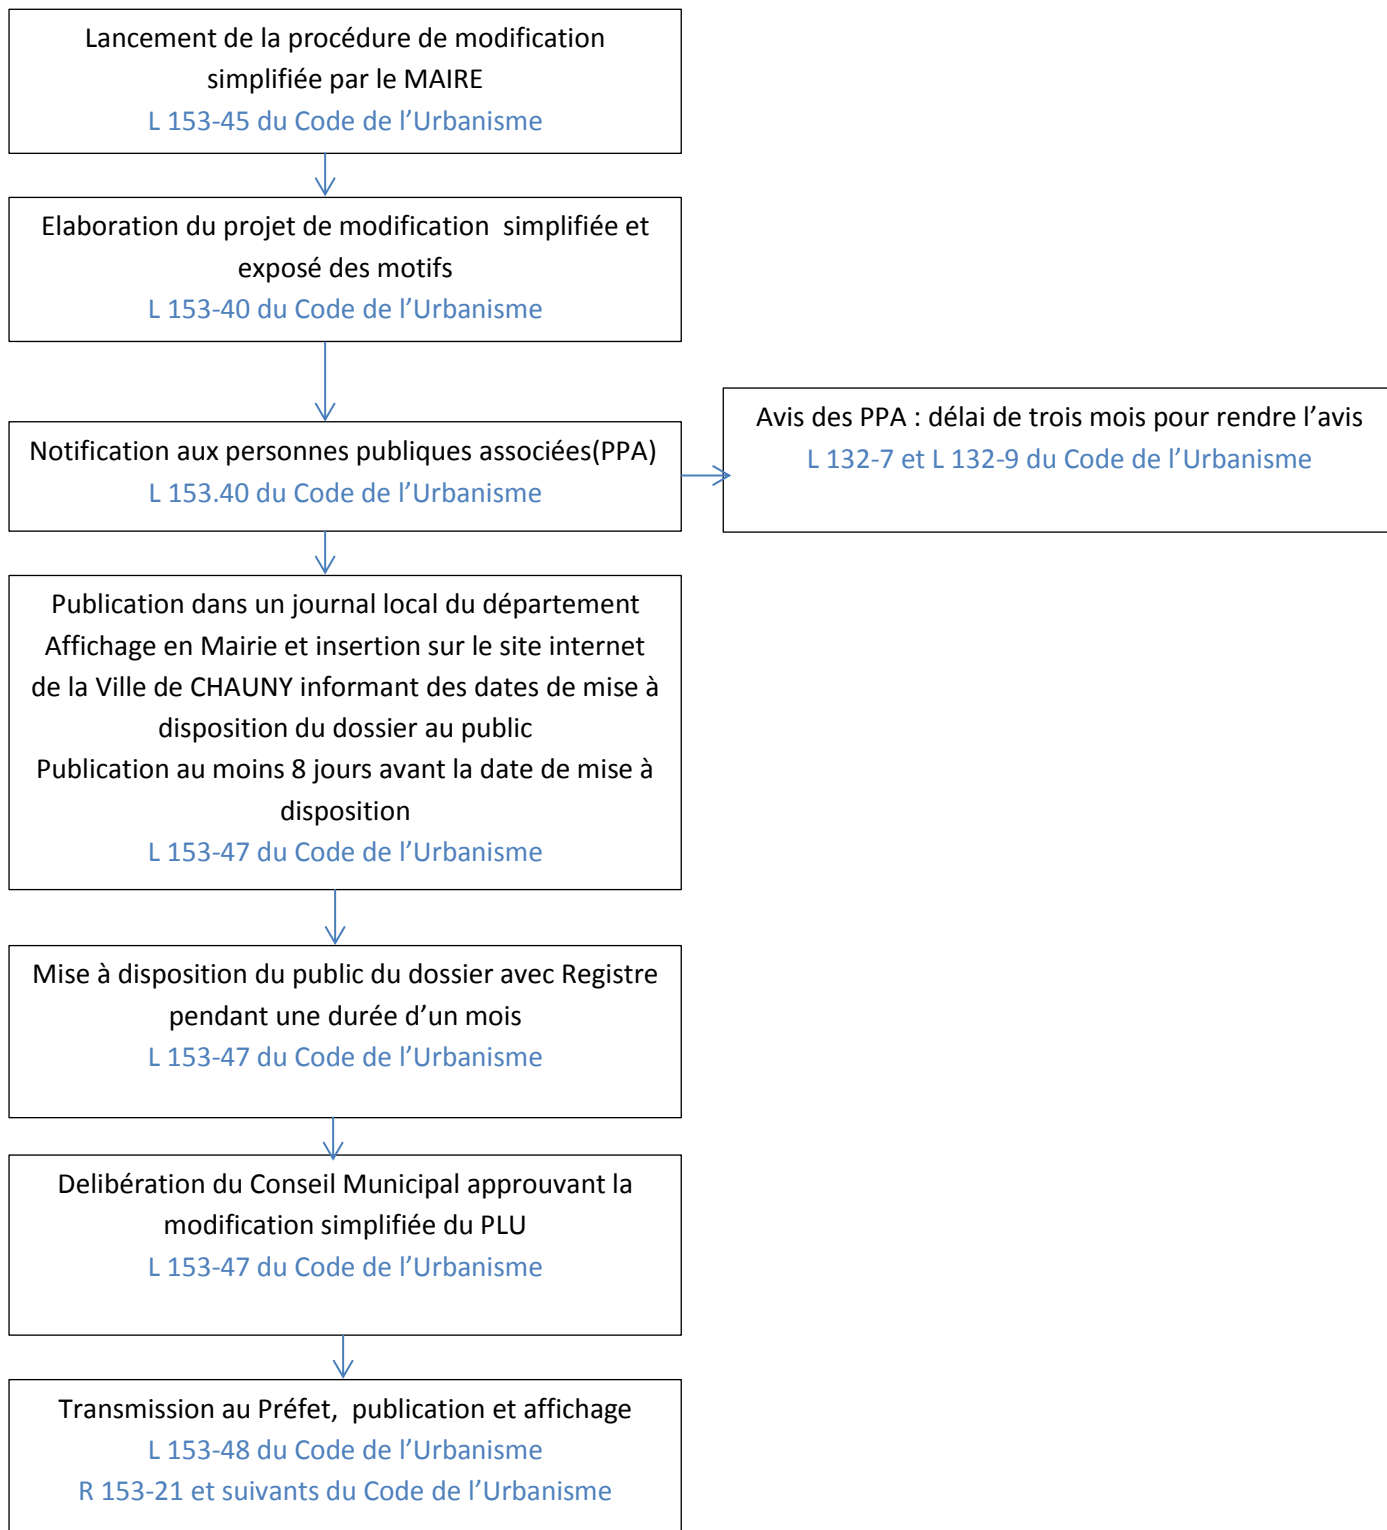 Lancement de la procédure de modification
simplifiée par le MAIRE
L 153-45 du Code de l’Urbanisme
Elaboration du projet de modification  simplifiée et
exposé des motifs
L 153-40 du Code de l’Urbanisme
Notification aux personnes publiques associées(PPA)
L 153.40 du Code de l’Urbanisme
Avis des PPA : délai de trois mois pour rendre l’avis
L 132-7 et L 132-9 du Code de l’Urbanisme
Publication dans un journal local du département
Affichage en Mairie et insertion sur le site internet
de la Ville de CHAUNY informant des dates de mise à
disposition du dossier au public
Publication au moins 8 jours avant la date de mise à
disposition
L 153-47 du Code de l’Urbanisme
Mise à disposition du public du dossier avec Registre
pendant une durée d’un mois
L 153-47 du Code de l’Urbanisme
Delibération du Conseil Municipal approuvant la
modification simplifiée du PLU
L 153-47 du Code de l’Urbanisme
Transmission au Préfet,  publication et affichage
L 153-48 du Code de l’Urbanisme
R 153-21 et suivants du Code de l’Urbanisme